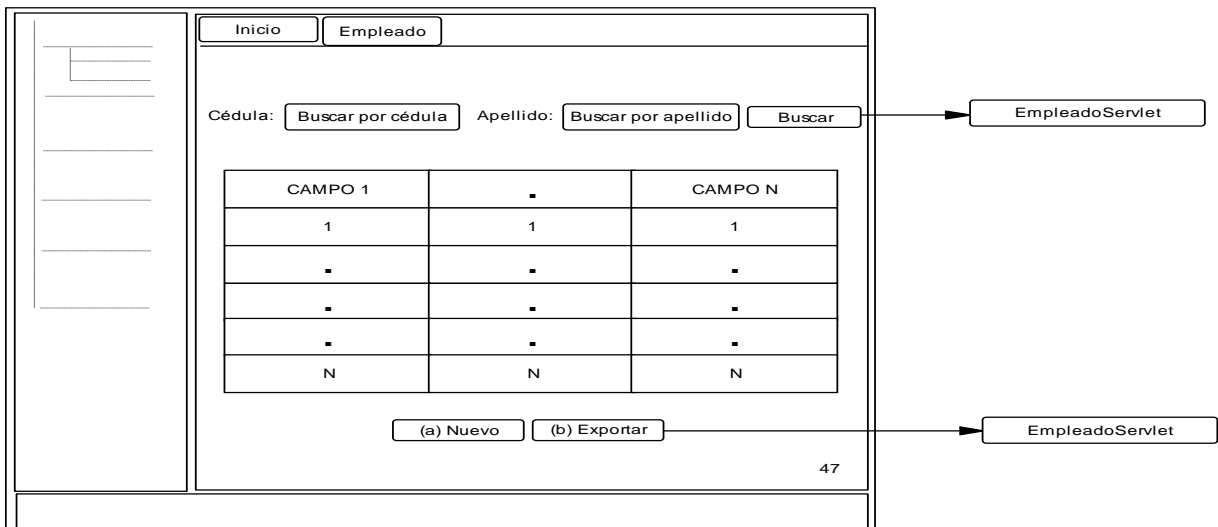 Inicio
Empleado
Cédula:
Buscar por cédula
Apellido:
Buscar por apellido
Buscar
EmpleadoServlet
CAMPO 1
.
CAMPO N
1
1
1
.
.
.
.
.
.
.
.
.
N
N
N
(a) Nuevo
(b) Exportar
EmpleadoServlet
47